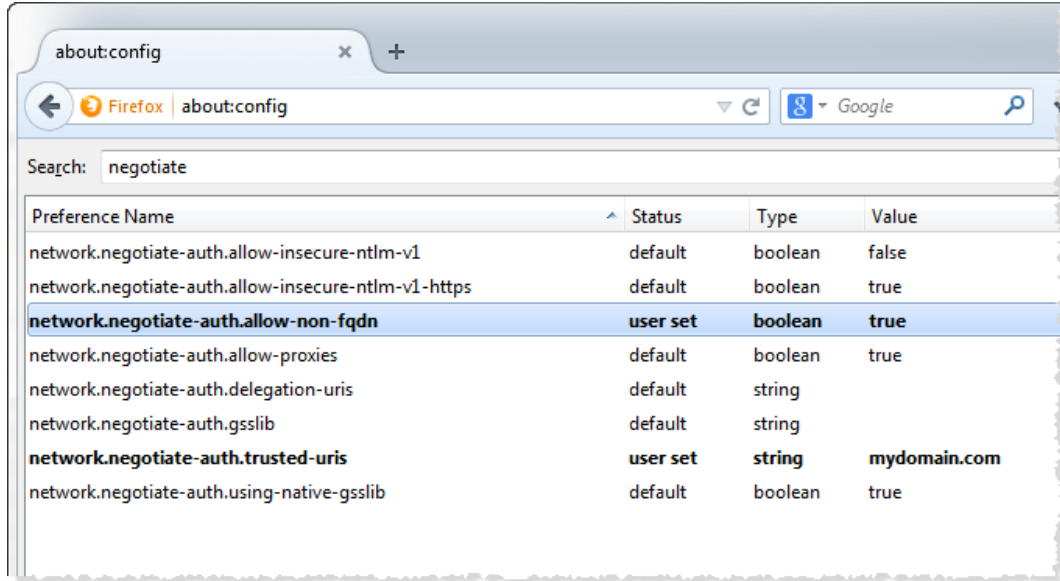 about:config
Firefox about:config Google
Search: negotiate
Preference Name Status Type Value
network.negotiate-auth.allow-insecure-ntlm-v1 default boolean false
network.negotiate-auth.allow-insecure-ntlm-v1-https default boolean true
network.negotiate-auth.allow-non-fqdn user set boolean true
network.negotiate-auth.allow-proxies default boolean true
network.negotiate-auth.delegation-uris default string
network.negotiate-auth.gsslib default string
network.negotiate-auth.trusted-uris user set string mydomain.com
network.negotiate-auth.using-native-gsslib default boolean true